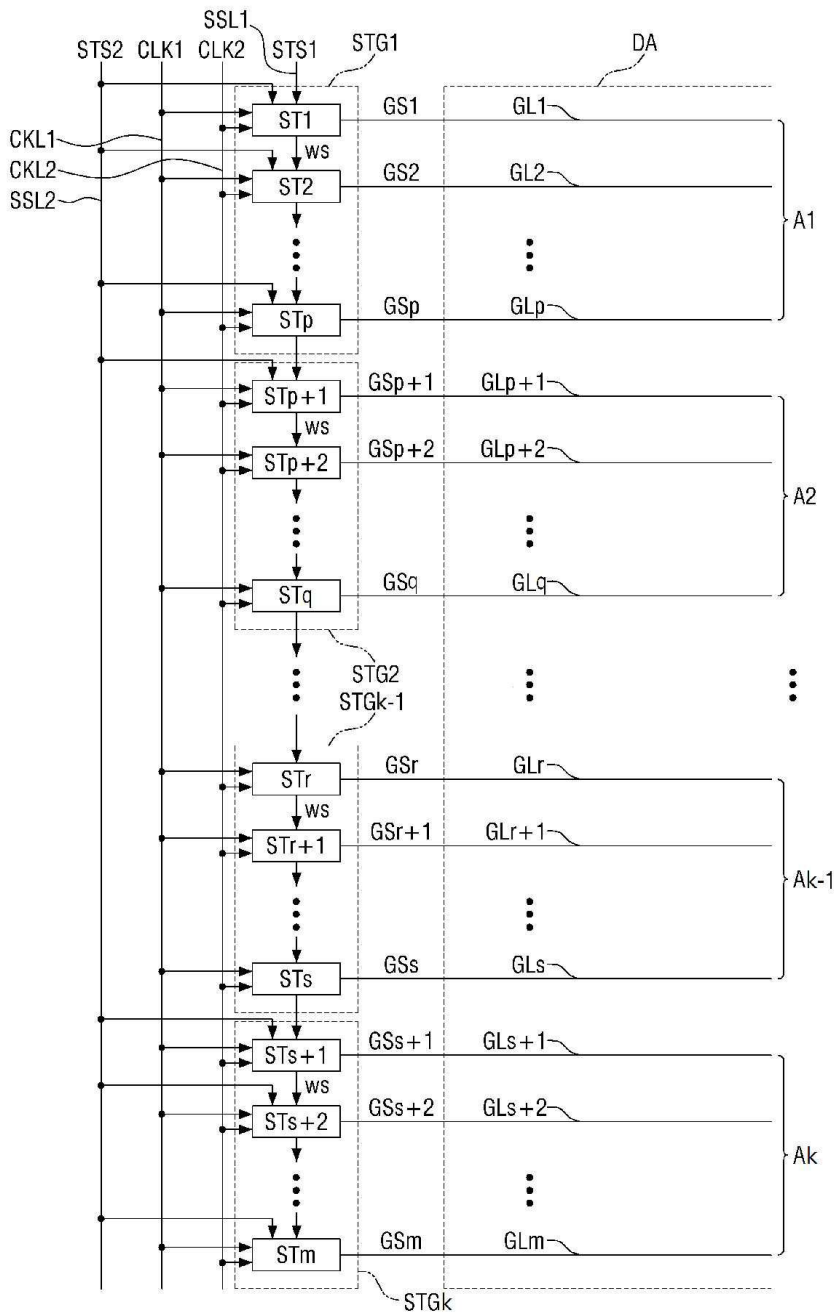 SSL1
STS2 CLK1 CLK2 STS1 STG1 DA
ST1 GS1 GL1
CKL1
WS
CKL2
ST2 GS2 GL2
SSL2
A1
STp GSp GLp
STp+1 GSp+1 GLp+1
WS
STp+2 GSp+2 GLp+2
A2
STq GSq GLq
STG2
STGk-1
STr GSr GLr
WS
STr+1 GSr+1 GLr+1
Ak-1
STs GSs GLs
STs+1 GSs+1 GLs+1
WS
STs+2 GSs+2 GLs+2
Ak
STm GSm GLm
STGk